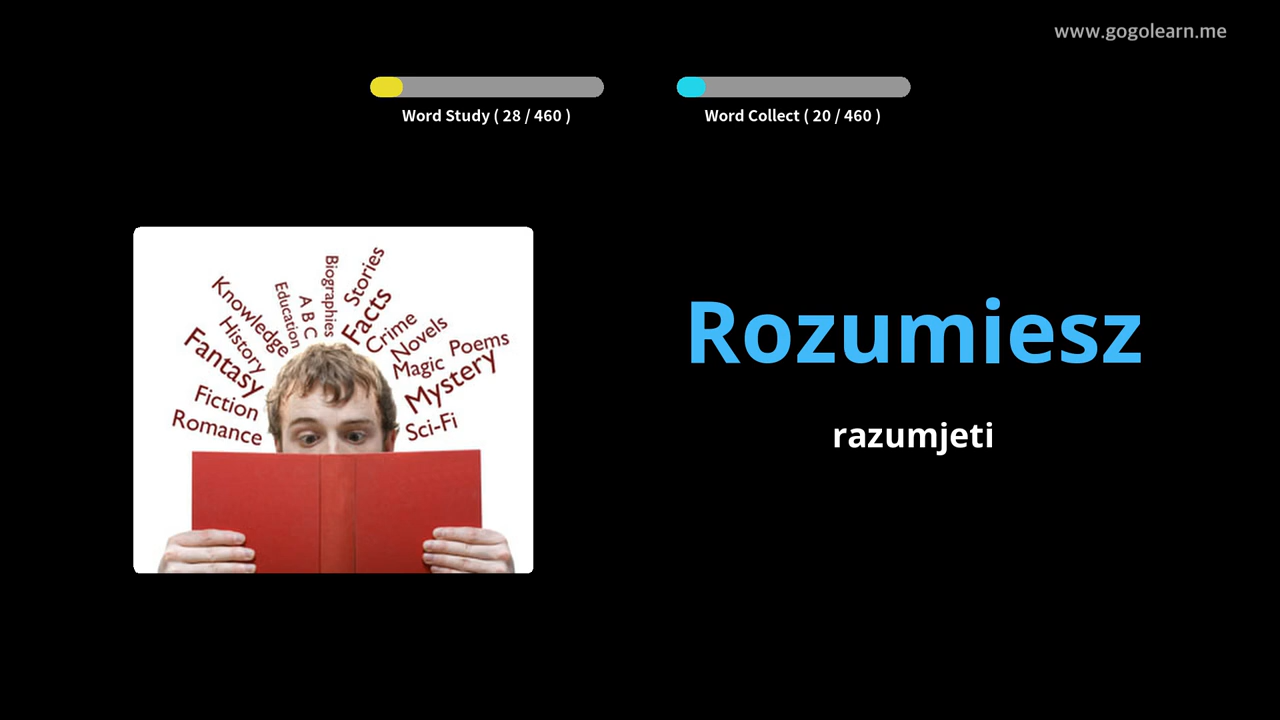 www.gogolearn.me
Word Study ( 28 / 460 )
Word Collect ( 20 / 460 )
Biographies
Stories
Education
A B C
Facts
Knowledge
Crime
Novels
History
Poems
Fantasy
Magic
Mystery
Fiction
Romance
Sci-Fi
Rozumiesz
razumjeti